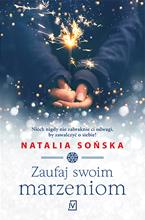 Niech nigdy nie zabraknie ci odwagi,
by zawalczyć o siebie!
NATALIA SOŃSKA
Zaufaj swoim
marzeniom